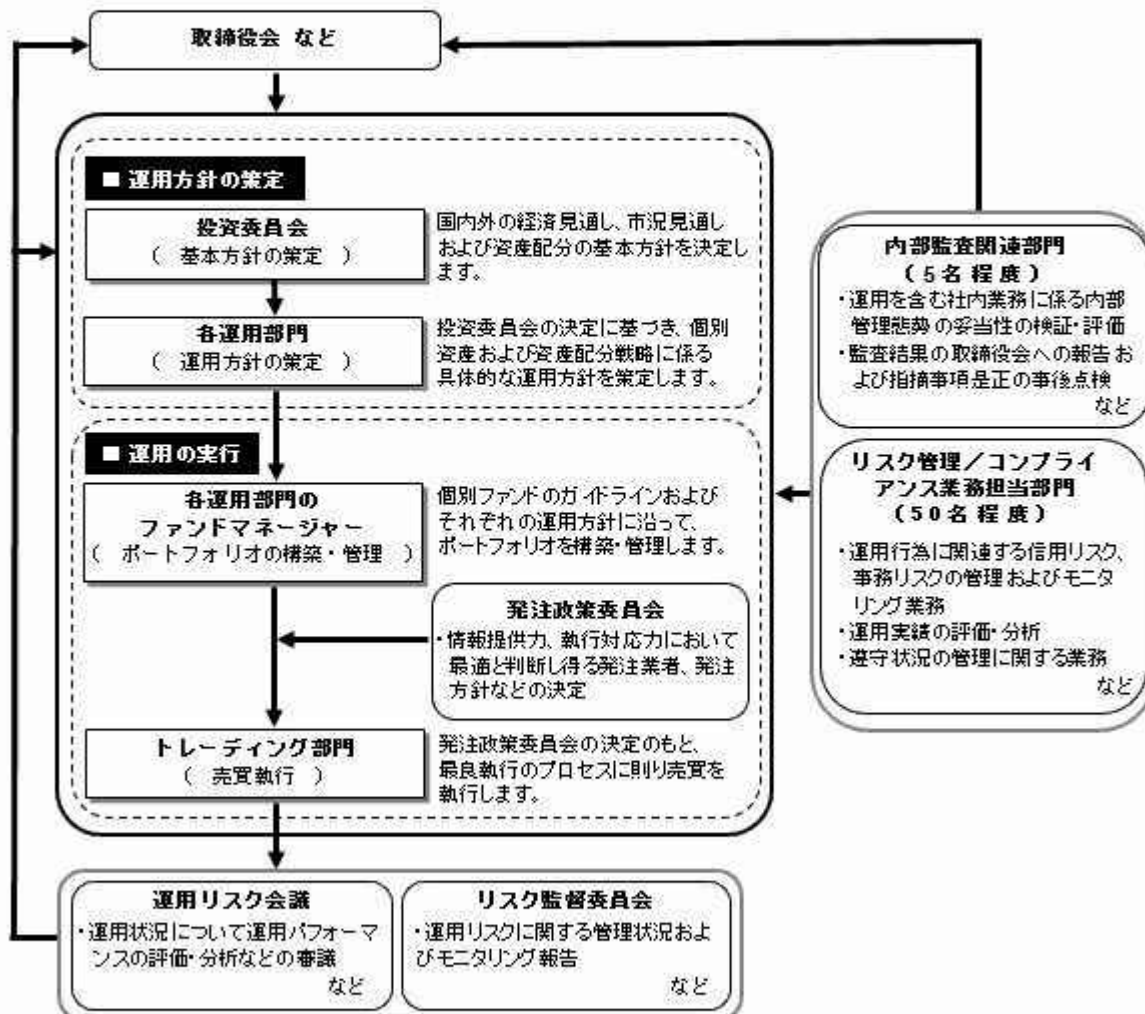 取締役会 など
■ 運用方針の策定
投資委員会
（ 基本方針の策定 ）
国内外の経済見通し、市況見通し
および資産配分の基本方針を決定し
ます。
各運用部門
（ 運用方針の策定 ）
投資委員会の決定に基づき、個別
資産および資産配分戦略に係る
具体的な運用方針を策定します。
■ 運用の実行
各運用部門の
ファンドマネージャー
（ ポートフォリオの構築・管理 ）
個別ファンドのガイドラインおよび
それぞれの運用方針に沿って、
ポートフォリオを構築・管理します。
発注政策委員会
・情報提供力、執行対応力において
最適と判断し得る発注業者、発注
方針などの決定
トレーディング部門
（ 売買執行 ）
発注政策委員会の決定のもと、
最良執行のプロセスに則り売買を
執行します。
内部監査関連部門
（５名程度）
・運用を含む社内業務に係る内部
管理態勢の妥当性の検証・評価
・監査結果の取締役会への報告お
よび指摘事項是正の事後点検
など
リスク管理／コンプライ
アンス業務担当部門
（５０名程度）
・運用行為に関連する信用リスク、
事務リスクの管理およびモニタ
リング業務
・運用実績の評価・分析
・遵守状況の管理に関する業務
など
運用リスク会議
・運用状況について運用パフォーマ
ンスの評価・分析などの審議
など
リスク監督委員会
・運用リスクに関する管理状況およ
びモニタリング報告
など